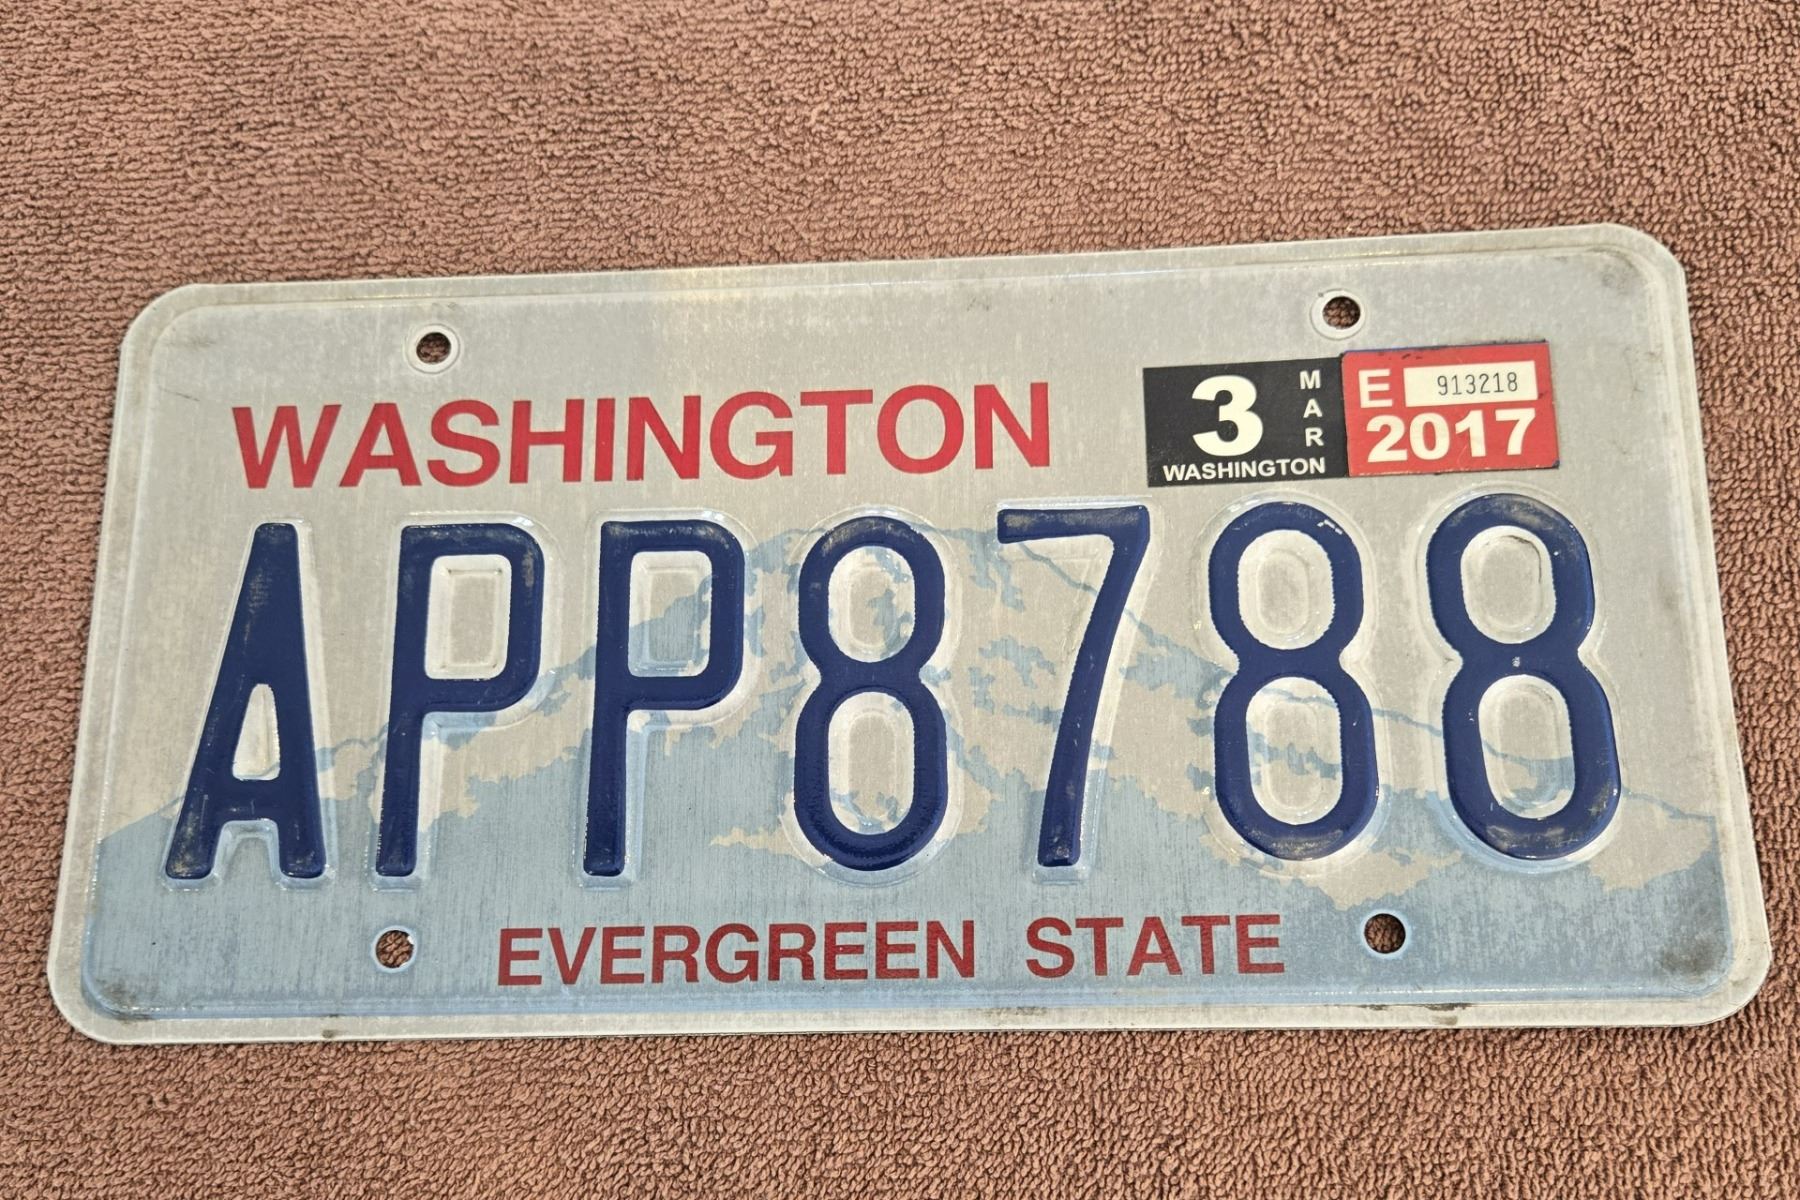 WASHINGTON
3 MAR
WASHINGTON
E 913218
2017
APP8788
EVERGREEN STATE